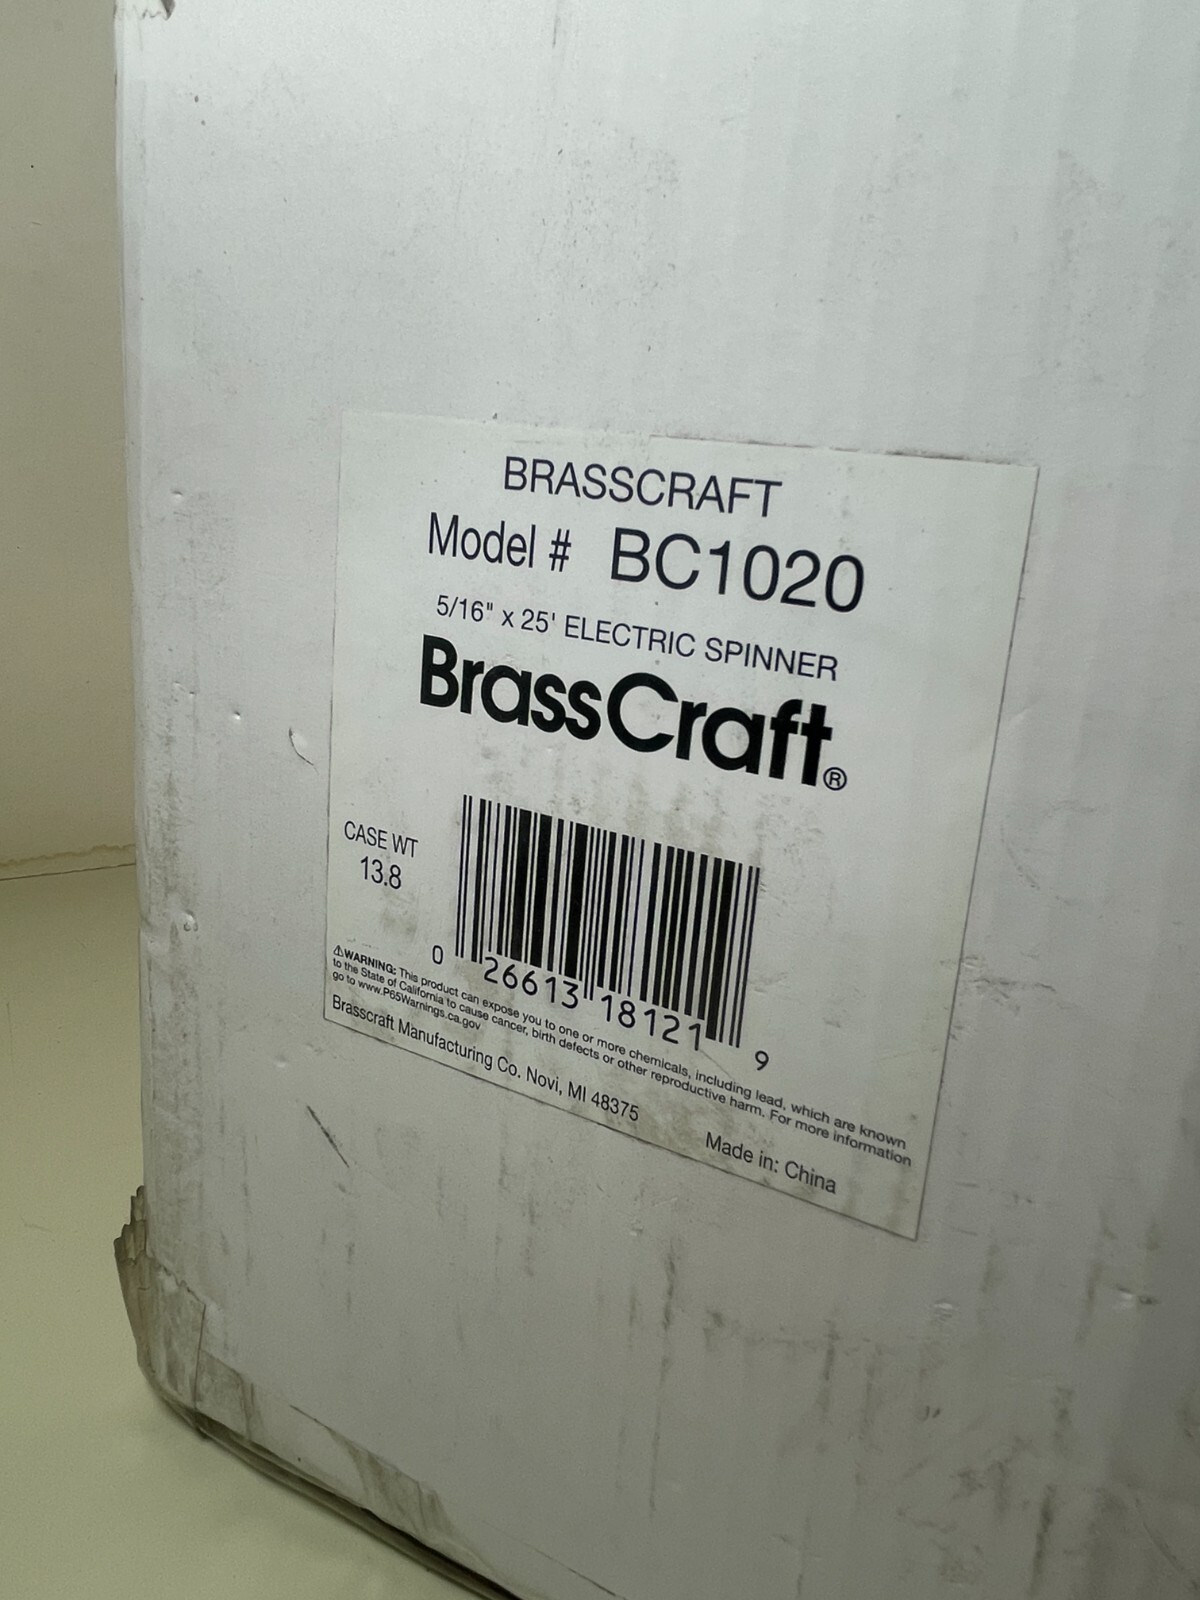 BRASSCRAFT
Model # BC1020
5/16" x 25' ELECTRIC SPINNER
BrassCraft®
CASE WT
13.8
0 26613 18121 9
⚠WARNING: This product can expose you to one or more chemicals, including lead, which are known
to the State of California to cause cancer, birth defects or other reproductive harm. For more information
go to www.P65Warnings.ca.gov
Brasscraft Manufacturing Co. Novi, MI 48375
Made in: China